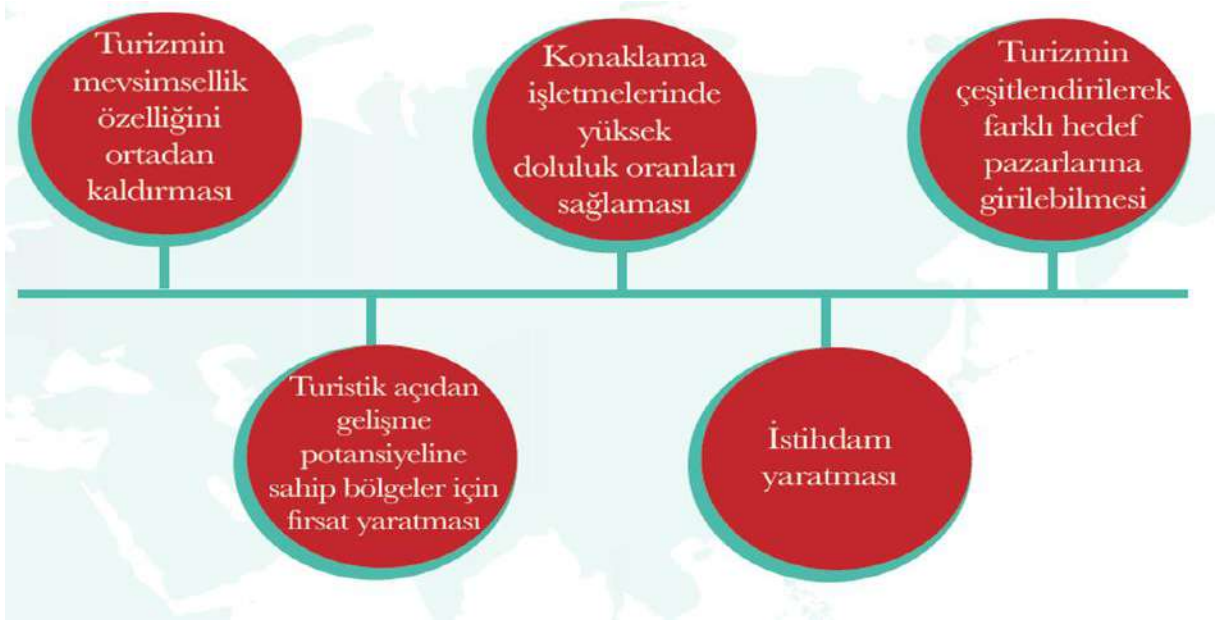 Turizmin
mevsimsellik
özelliğini
ortadan
kaldırması
Turistik açıdan
gelişme
potansiyeline
sahip bölgeler için
fırsat yaratması
Konaklama
işletmelerinde
yüksek
doluluk oranları
sağlaması
İstihdam
yaratması
Turizmin
çeşitlendirilerek
farklı hedef
pazarlarına
girilebilmesi